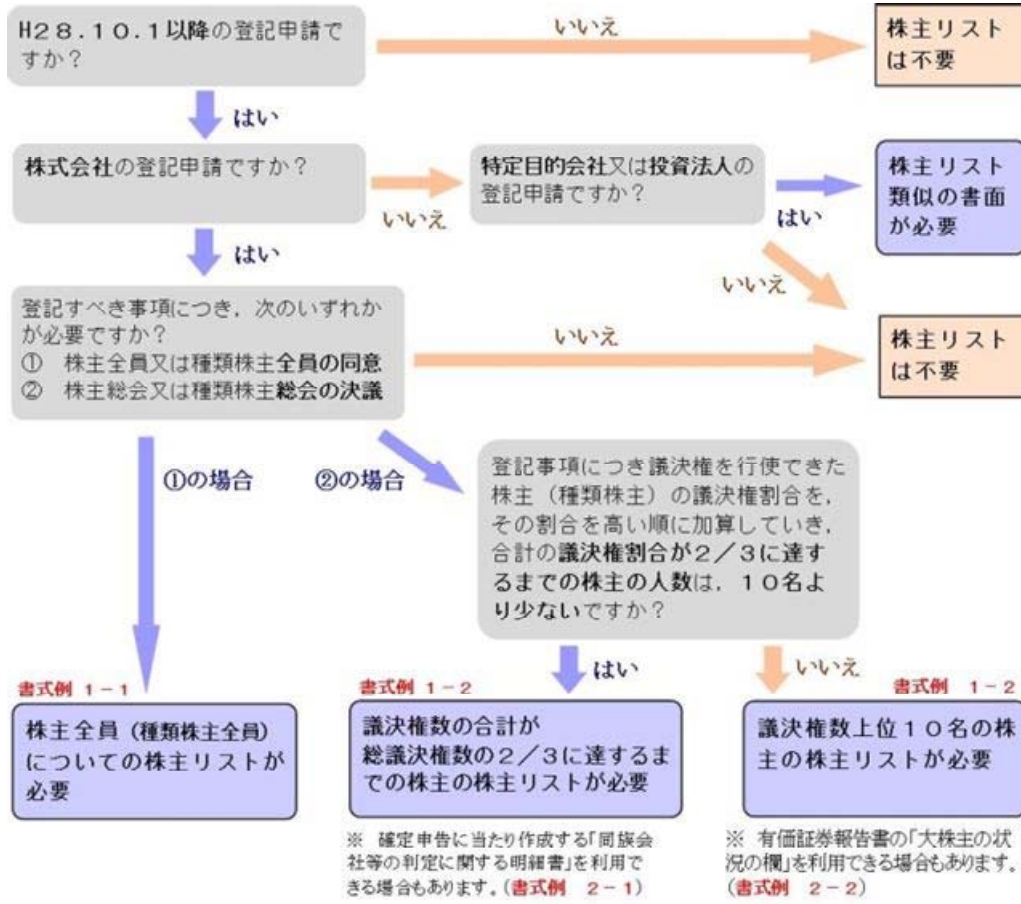 H28.10.1以降の登記申請で
すか？
いいえ
株主リスト
は不要
はい
株式会社の登記申請ですか？
いいえ
特定目的会社又は投資法人の
登記申請ですか？
はい
株主リスト
類似の書面
が必要
はい
いいえ
登記すべき事項につき，次のいずれか
が必要ですか？
①　株主全員又は種類株主全員の同意
②　株主総会又は種類株主総会の決議
いいえ
株主リスト
は不要
①の場合
②の場合
登記事項につき議決権を行使できた
株主（種類株主）の議決権割合を，
その割合を高い順に加算していき，
合計の議決権割合が２／３に達す
るまでの株主の人数は，１０名よ
り少ないですか？
はい
いいえ
書式例 １－１
株主全員（種類株主全員）
についての株主リストが
必要
書式例 １－２
議決権数の合計が
総議決権数の２／３に達するま
での株主の株主リストが必要
※　確定申告に当たり作成する「同族会
社等の判定に関する明細書」を利用で
きる場合もあります。（書式例　２－１）
書式例　１－２
議決権数上位１０名の株
主の株主リストが必要
※　有価証券報告書の「大株主の状
況の欄」を利用できる場合もあります。
（書式例　２－２）